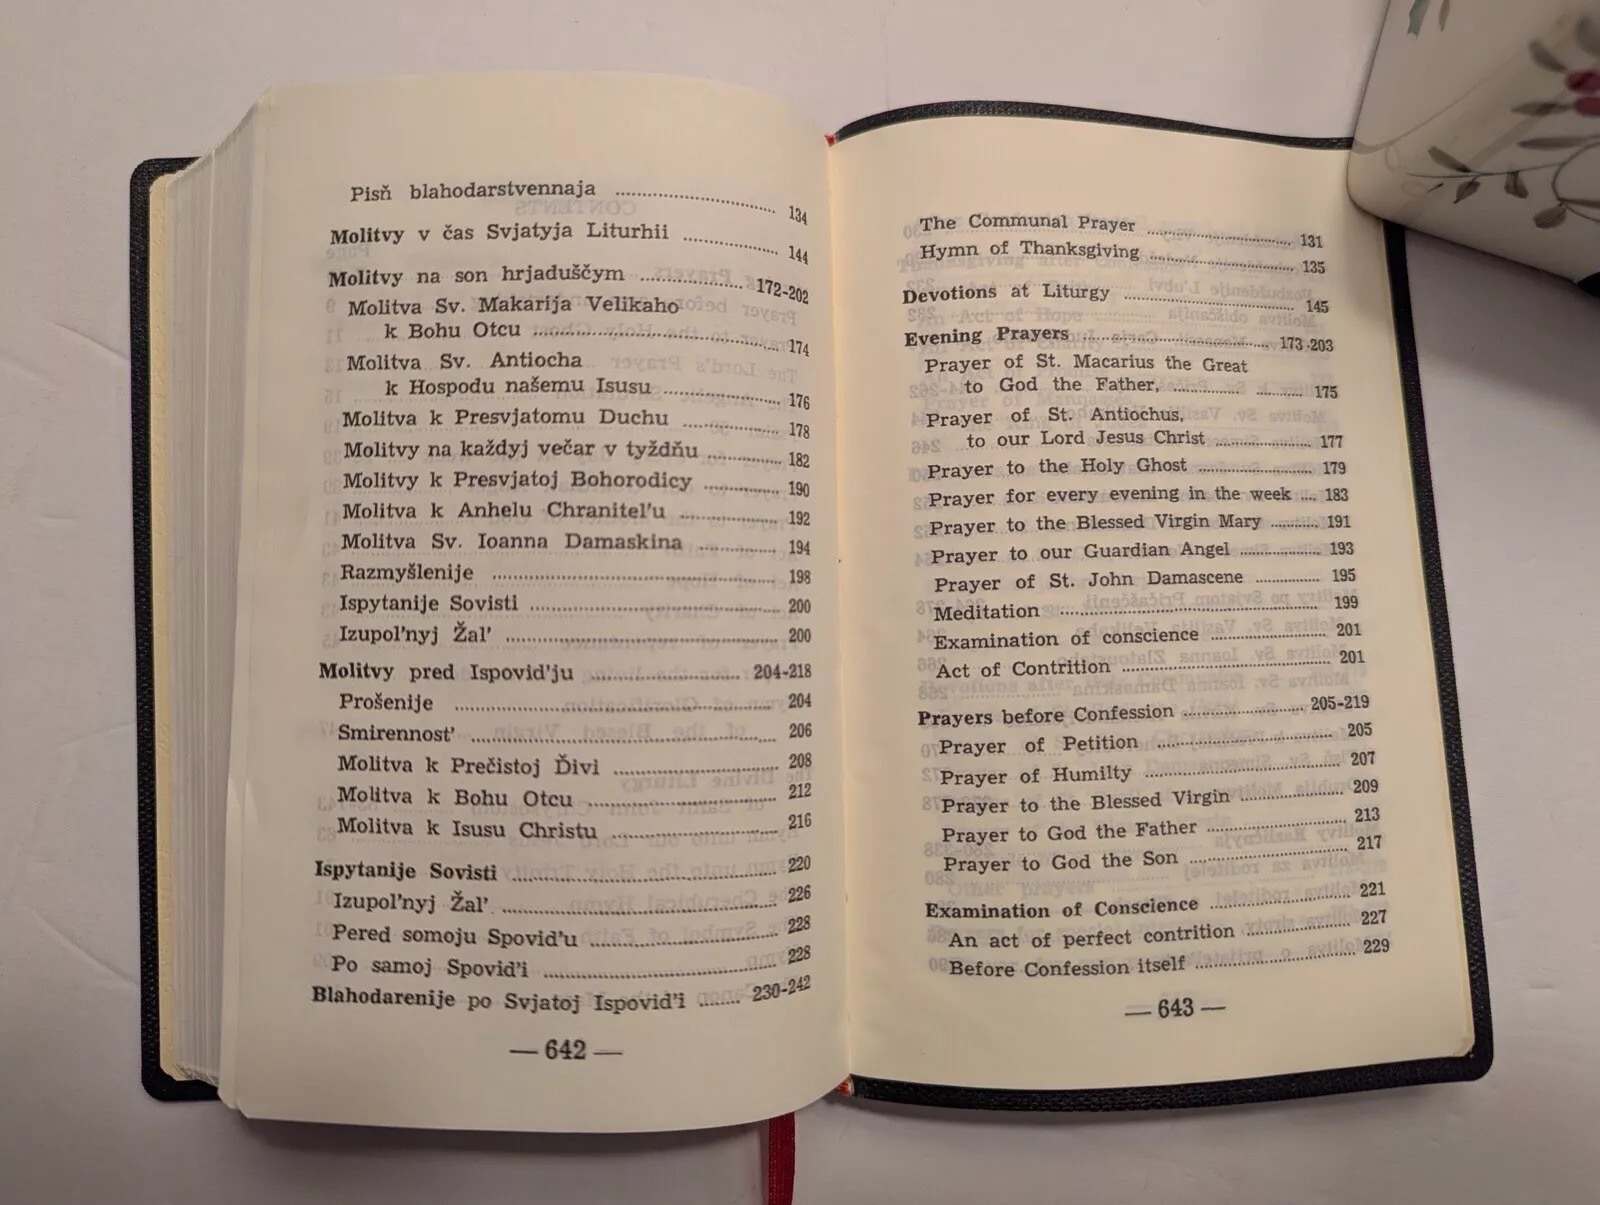 Pisň blahodarstvennaja ........ 134
Molitvy v čas Svjatyja Liturhii ........ 144
Molitvy na son hrjaduščym ........ 172-202
Molitva Sv. Makarija Velikaho
k Bohu Otcu ........ 174
Molitva Sv. Antiocha
k Hospodu našemu Isusu ........ 176
Molitva k Presvjatomu Duchu ........ 178
Molitvy na každyj večar v tyždňu ........ 182
Molitvy k Presvjatoj Bohorodicy ........ 190
Molitva k Anhelu Chranitel'u ........ 192
Molitva Sv. Ioanna Damaskina ........ 194
Razmyšlenije ........ 198
Ispytanije Sovisti ........ 200
Izupol'nyj Žal' ........ 200
Molitvy pred Ispovid'ju ........ 204-218
Prošenije ........ 204
Smirennost' ........ 206
Molitva k Prečistoj Ďivi ........ 208
Molitva k Bohu Otcu ........ 212
Molitva k Isusu Christu ........ 216
Ispytanije Sovisti ........ 220
Izupol'nyj Žal' ........ 226
Pered somoju Spovid'u ........ 228
Po samoj Spovid'i ........ 228
Blahodarenije po Svjatoj Ispovid'i ........ 230-242
— 642 —
The Communal Prayer ........ 131
Hymn of Thanksgiving ........ 135
Devotions at Liturgy ........ 145
Evening Prayers ........ 173-203
Prayer of St. Macarius the Great
to God the Father, ........ 175
Prayer of St. Antiochus,
to our Lord Jesus Christ ........ 177
Prayer to the Holy Ghost ........ 179
Prayer for every evening in the week .... 183
Prayer to the Blessed Virgin Mary ........ 191
Prayer to our Guardian Angel ........ 193
Prayer of St. John Damascene ........ 195
Meditation ........ 199
Examination of conscience ........ 201
Act of Contrition ........ 201
Prayers before Confession ........ 205-219
Prayer of Petition ........ 205
Prayer of Humilty ........ 207
Prayer to the Blessed Virgin ........ 209
Prayer to God the Father ........ 213
Prayer to God the Son ........ 217
Examination of Conscience ........ 221
An act of perfect contrition ........ 227
Before Confession itself ........ 229
— 643 —